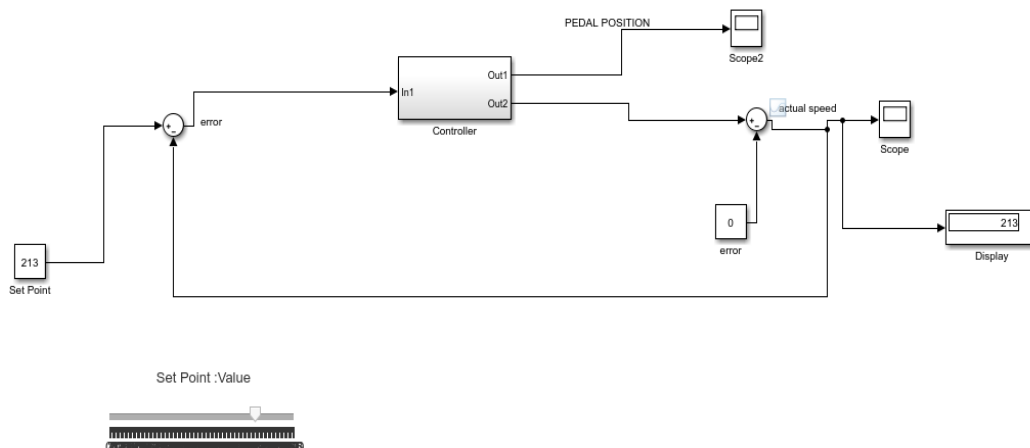 PEDAL POSITION
Scope2
Out1
In1
Out2
Controller
error
actual speed
Scope
213
Set Point
0
error
213
Display
Set Point :Value